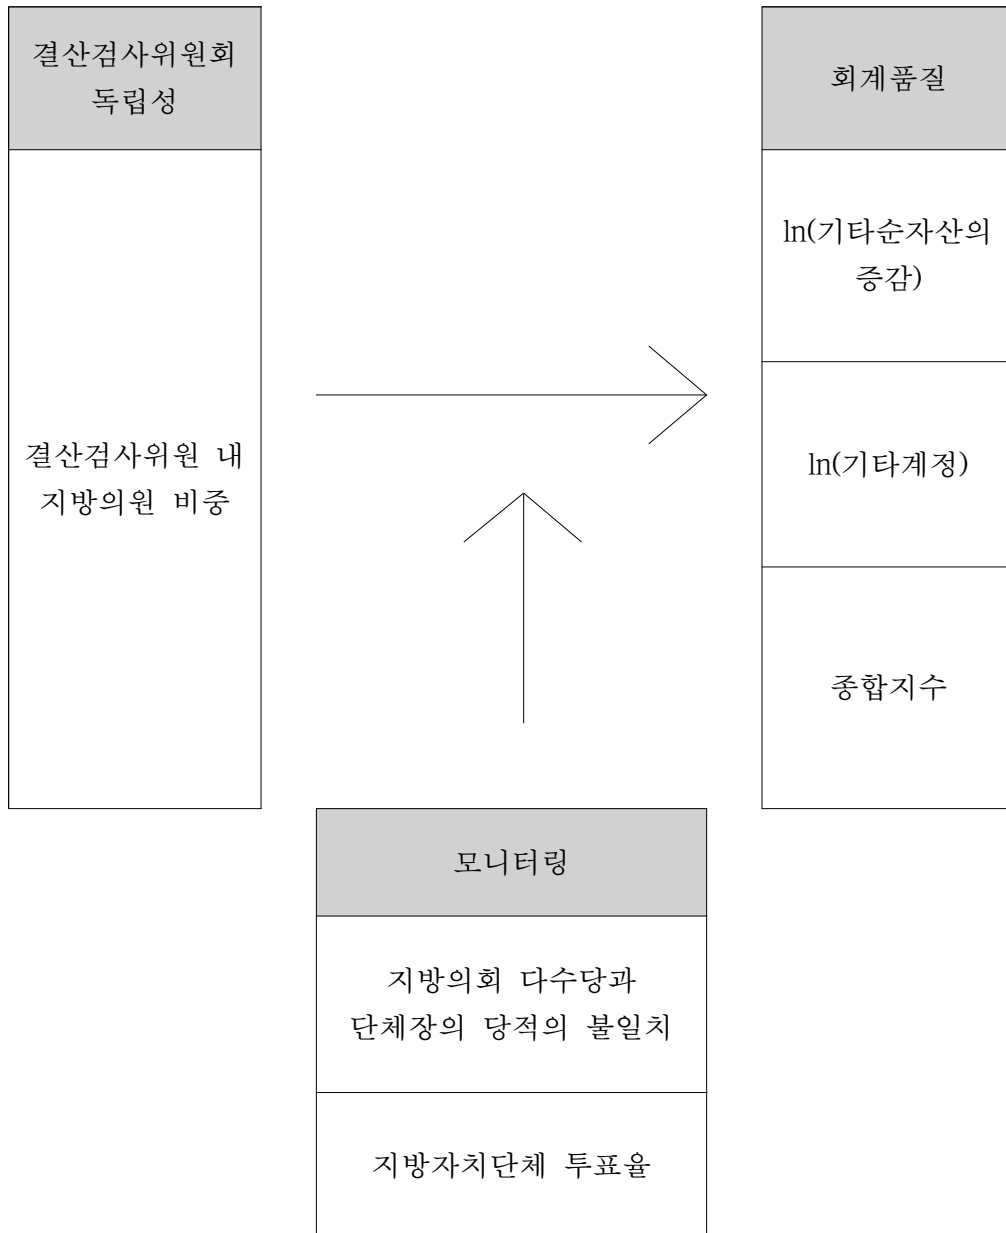 결산검사위원회
독립성
결산검사위원 내
지방의원 비중
회계품질
ln(기타순자산의
증감)
ln(기타계정)
종합지수
모니터링
지방의회 다수당과
단체장의 당적의 불일치
지방자치단체 투표율